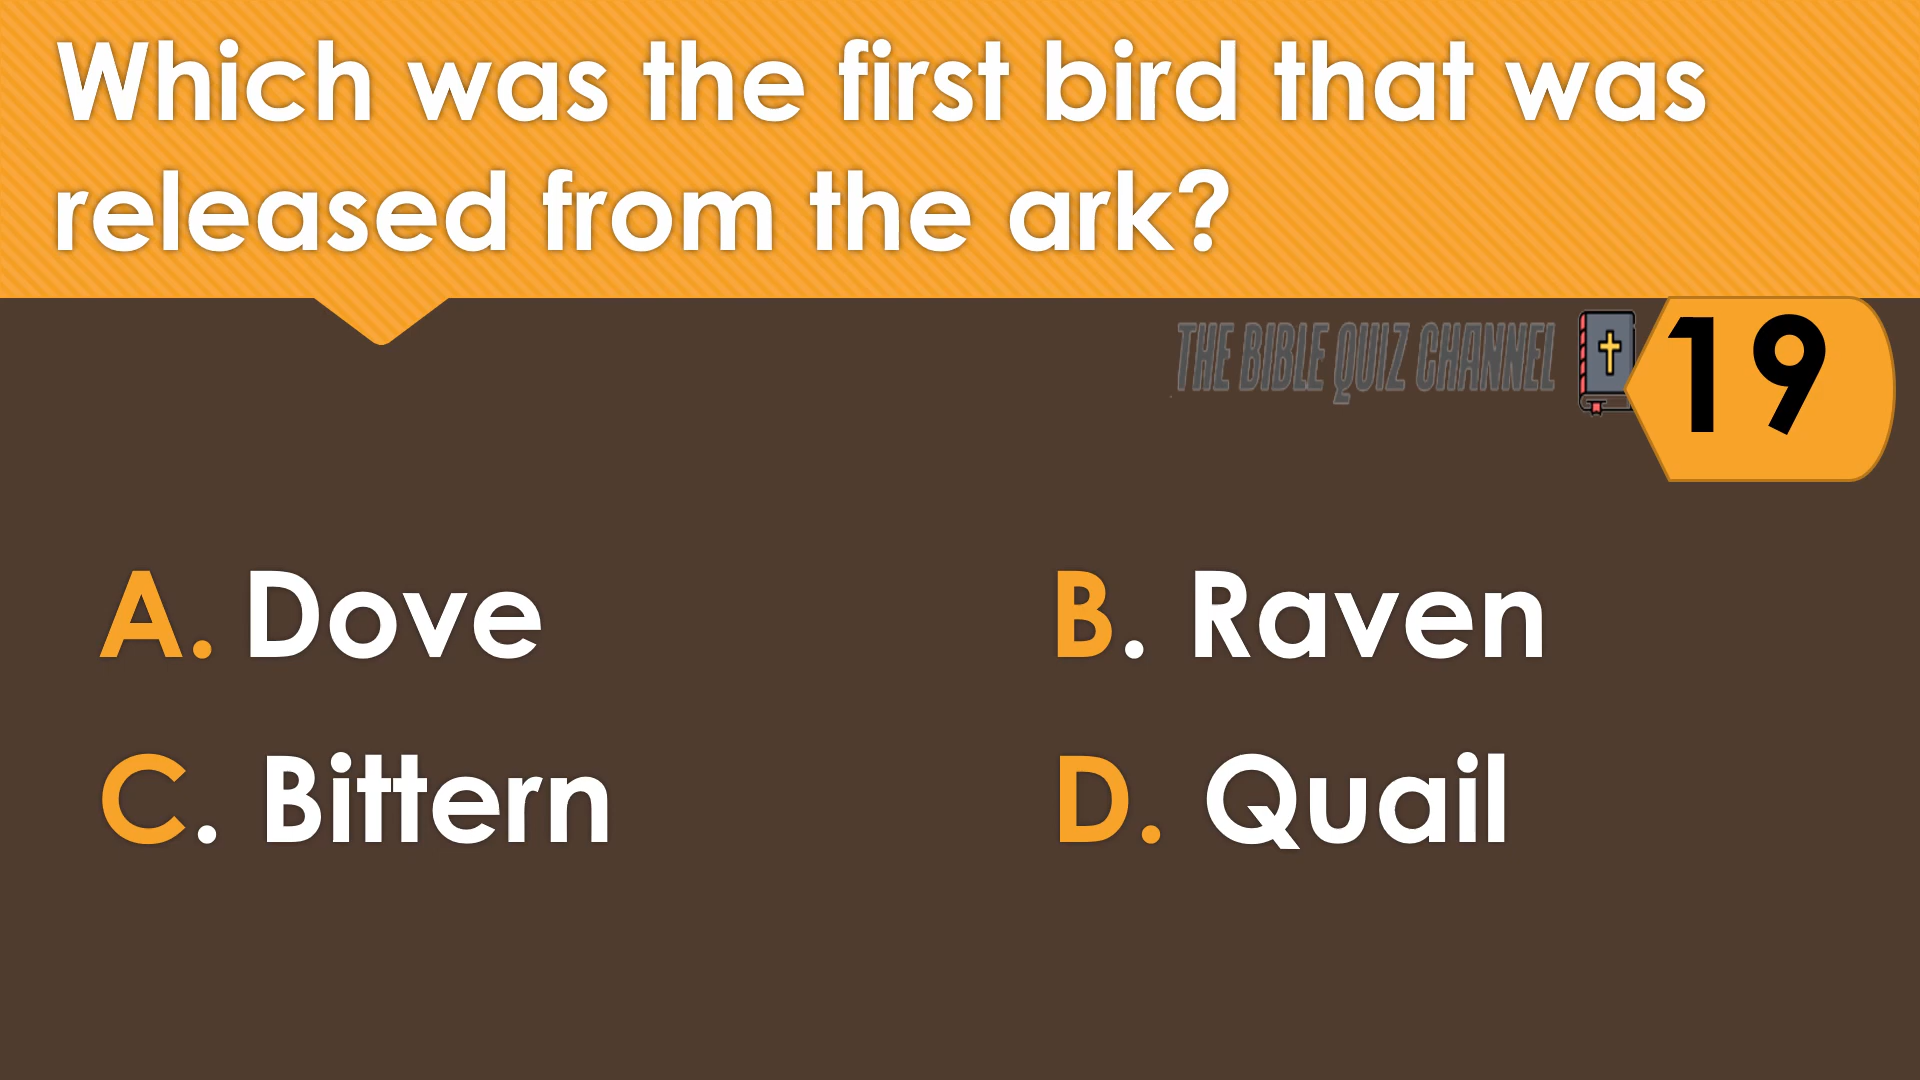 Which was the first bird that was
released from the ark?
THE BIBLE QUIZ CHANNEL
19
A. Dove
B. Raven
C. Bittern
D. Quail